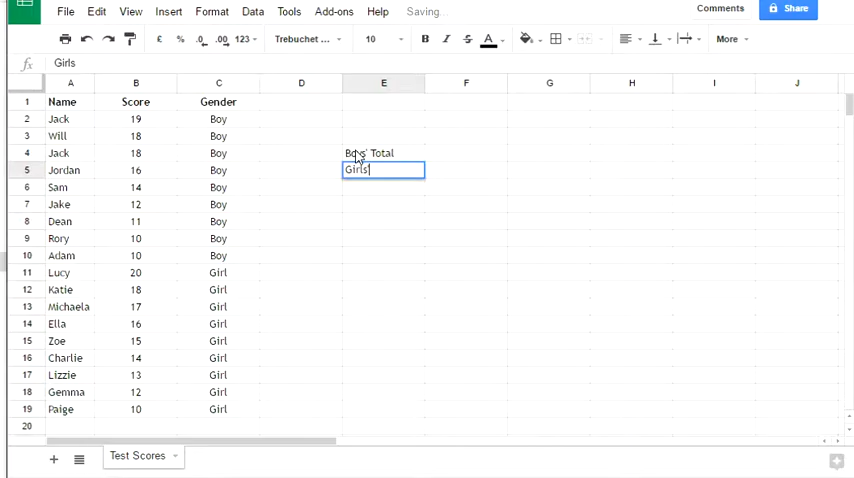 File Edit View Insert Format Data Tools Add-ons Help Saving... Comments Share
£ % .0 .00 123 Trebuchet ... 10 B I S A More
fx Girls
A B C D E F G H I J
1 Name Score Gender
2 Jack 19 Boy
3 Will 18 Boy
4 Jack 18 Boy Boys' Total
5 Jordan 16 Boy Girls'
6 Sam 14 Boy
7 Jake 12 Boy
8 Dean 11 Boy
9 Rory 10 Boy
10 Adam 10 Boy
11 Lucy 20 Girl
12 Katie 18 Girl
13 Michaela 17 Girl
14 Ella 16 Girl
15 Zoe 15 Girl
16 Charlie 14 Girl
17 Lizzie 13 Girl
18 Gemma 12 Girl
19 Paige 10 Girl
20
Test Scores